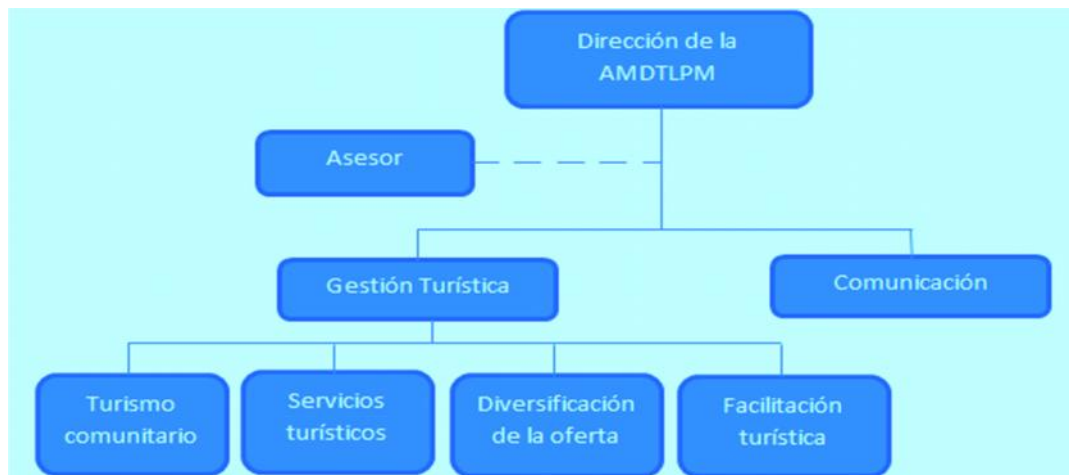 Dirección de la
AMDTLPM
Asesor
Gestión Turística
Comunicación
Turismo
comunitario
Servicios
turísticos
Diversificación
de la oferta
Facilitación
turística